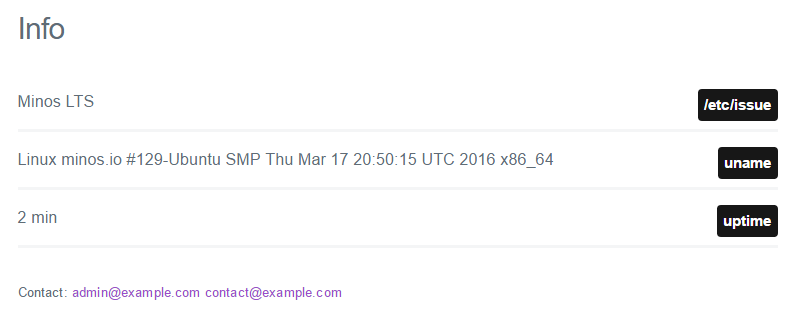 Info
Minos LTS /etc/issue
Linux minos.io #129-Ubuntu SMP Thu Mar 17 20:50:15 UTC 2016 x86_64 uname
2 min uptime
Contact: admin@example.com contact@example.com